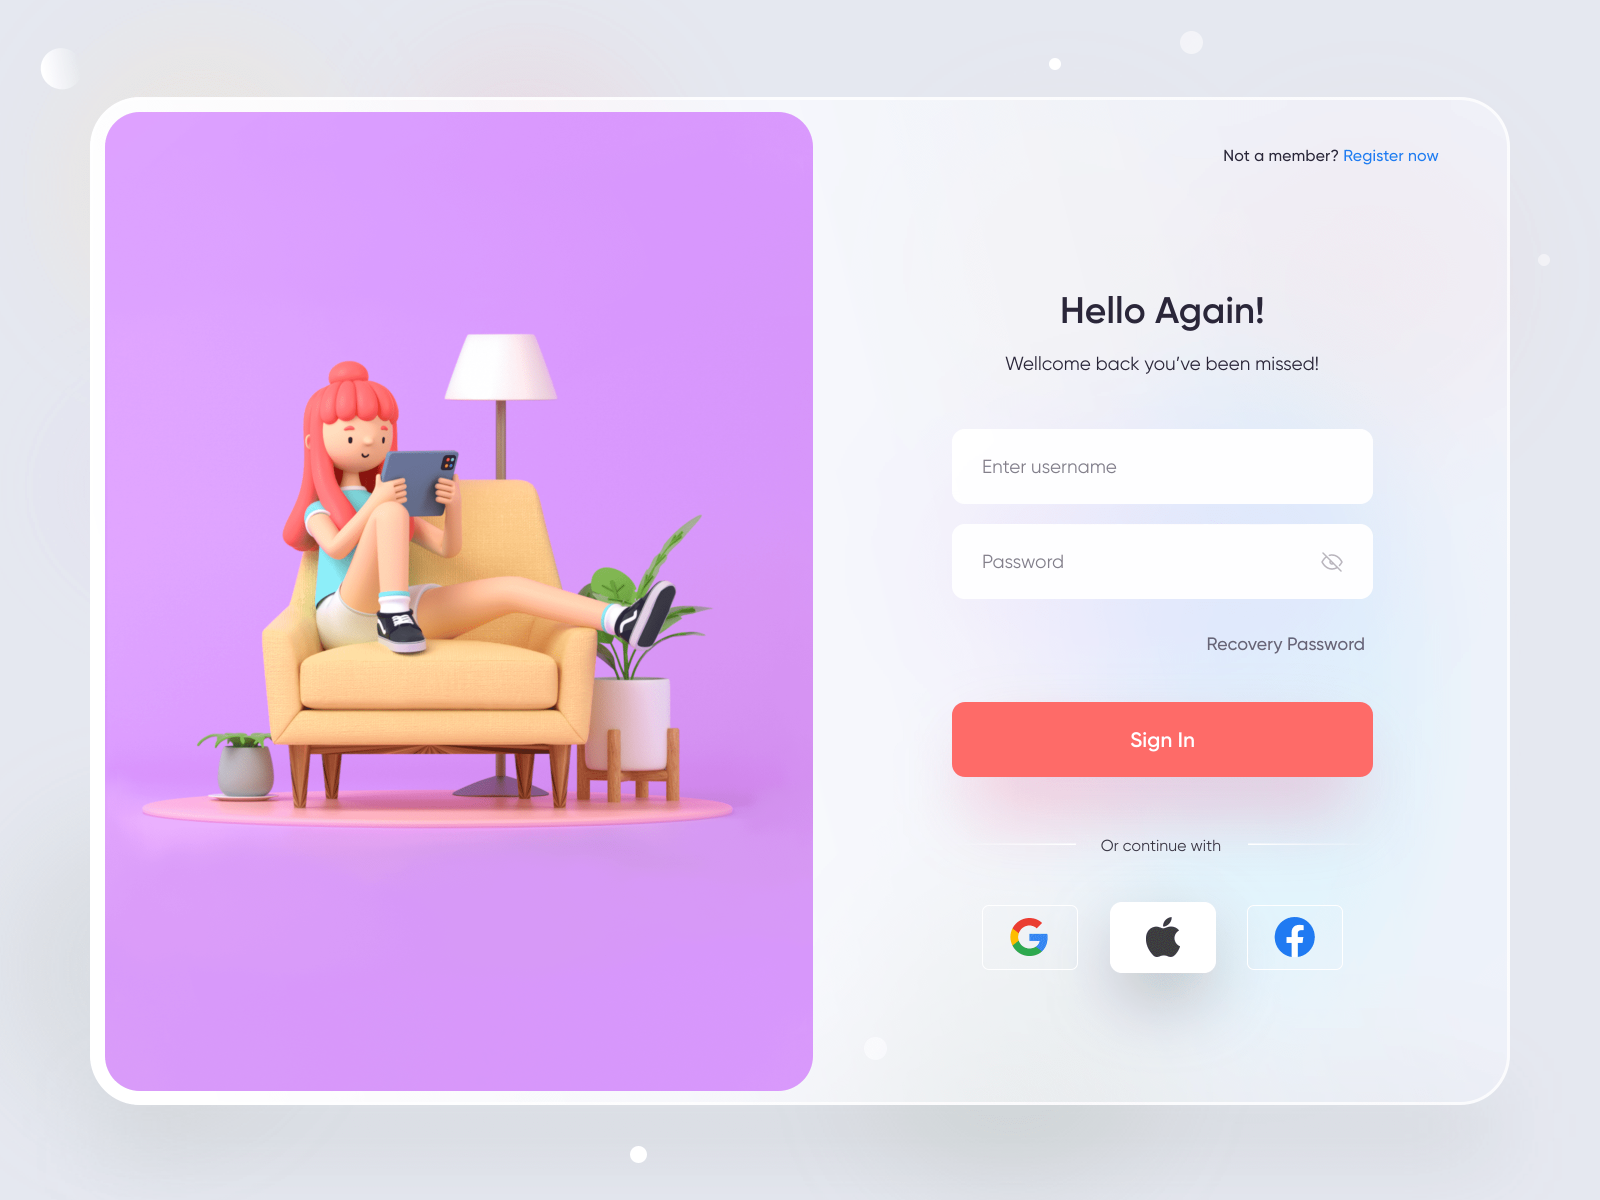 Not a member? Register now
Hello Again!
Wellcome back you’ve been missed!
Enter username
Password
Recovery Password
Sign In
Or continue with